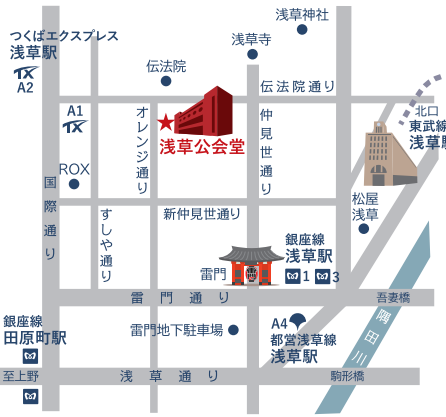 浅草神社
つくばエクスプレス
浅草駅
浅草寺
TX
A2
伝法院
伝法院通り
A1
TX
オレンジ通り
仲見世通り
北口
東武線
浅草駅
浅草公会堂
ROX
国際通り
すしや通り
新仲見世通り
松屋
浅草
銀座線
浅草駅
1
3
雷門
雷門通り
吾妻橋
銀座線
田原町駅
雷門地下駐車場
A4
都営浅草線
浅草駅
隅田川
至上野
浅草通り
駒形橋